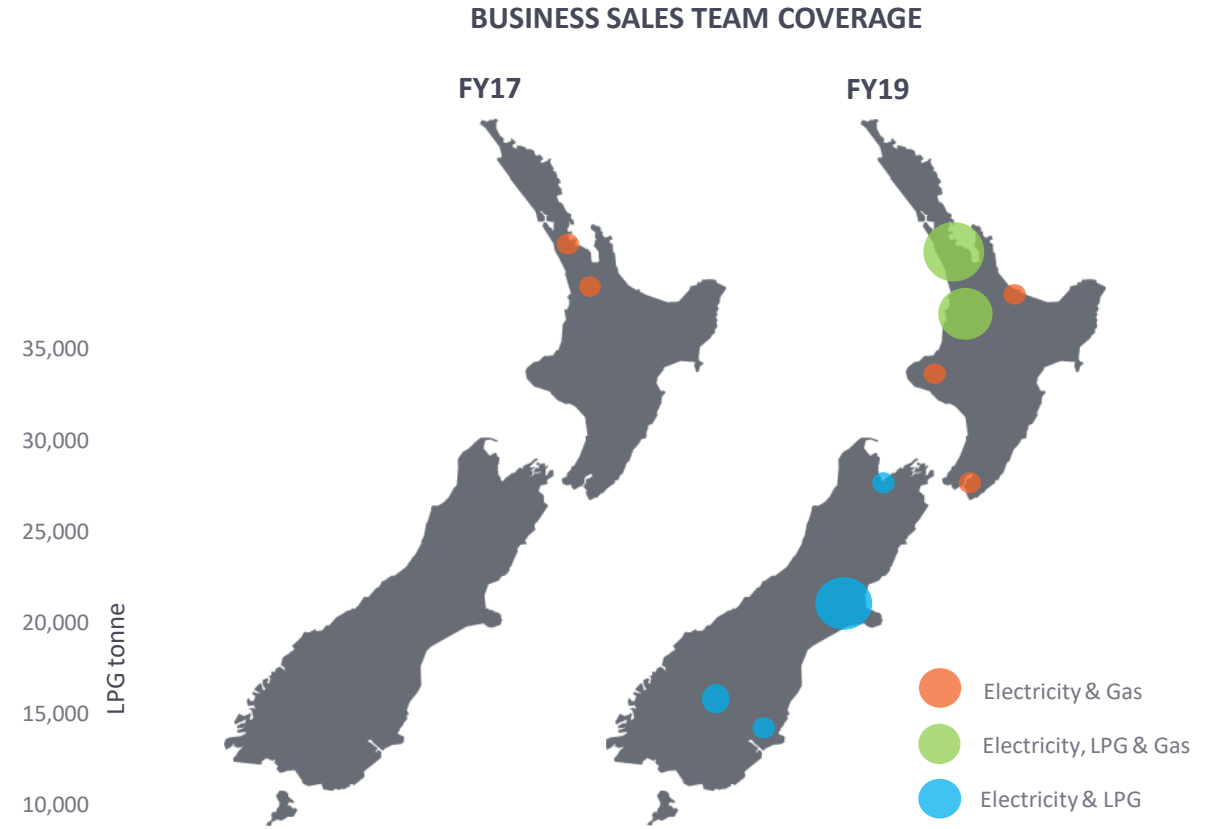 BUSINESS SALES TEAM COVERAGE
FY17
FY19
35,000
30,000
25,000
20,000
15,000
10,000
LPG tonne
Electricity & Gas
Electricity, LPG & Gas
Electricity & LPG